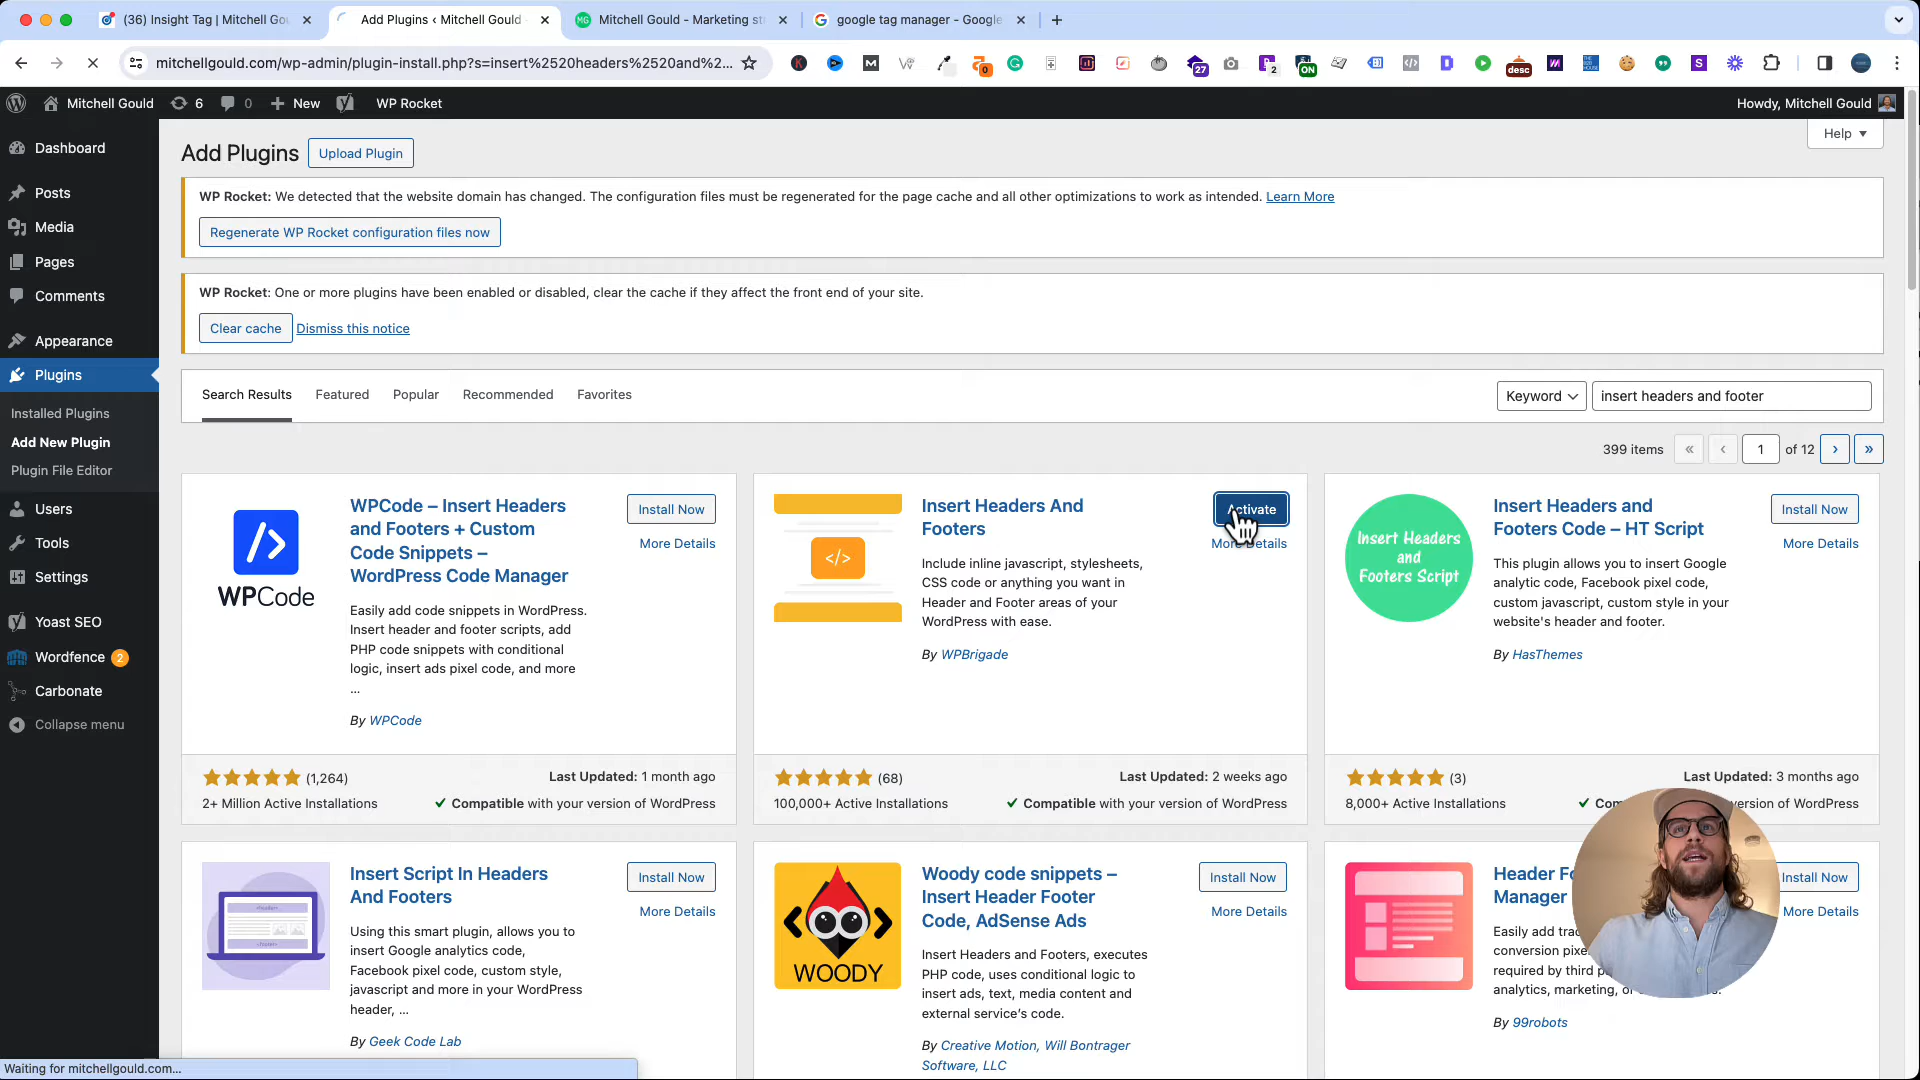 (36) Insight Tag | Mitchell Go
Add Plugins ‹ Mitchell Gould
Mitchell Gould - Marketing st
google tag manager - Google
mitchellgould.com/wp-admin/plugin-install.php?s=insert%2520headers%2520and%2...
0
27
2
ON
desc
Mitchell Gould
6
0
New
WP Rocket
Howdy, Mitchell Gould
Help
Dashboard
Posts
Media
Pages
Comments
Appearance
Plugins
Installed Plugins
Add New Plugin
Plugin File Editor
Users
Tools
Settings
Yoast SEO
Wordfence 2
Carbonate
Collapse menu
Add Plugins
Upload Plugin
WP Rocket: We detected that the website domain has changed. The configuration files must be regenerated for the page cache and all other optimizations to work as intended. Learn More
Regenerate WP Rocket configuration files now
WP Rocket: One or more plugins have been enabled or disabled, clear the cache if they affect the front end of your site.
Clear cache Dismiss this notice
Search Results Featured Popular Recommended Favorites
Keyword insert headers and footer
399 items « ‹ 1 of 12 › »
WPCode
WPCode – Insert Headers
and Footers + Custom
Code Snippets –
WordPress Code Manager
Install Now
More Details
Easily add code snippets in WordPress.
Insert header and footer scripts, add
PHP code snippets with conditional
logic, insert ads pixel code, and more
...
By WPCode
(1,264)
Last Updated: 1 month ago
2+ Million Active Installations
Compatible with your version of WordPress
Insert Headers And
Footers
Activate
More Details
Include inline javascript, stylesheets,
CSS code or anything you want in
Header and Footer areas of your
WordPress with ease.
By WPBrigade
(68)
Last Updated: 2 weeks ago
100,000+ Active Installations
Compatible with your version of WordPress
Insert Headers
and
Footers Script
Insert Headers and
Footers Code – HT Script
Install Now
More Details
This plugin allows you to insert Google
analytic code, Facebook pixel code,
custom javascript, custom style in your
website's header and footer.
By HasThemes
(3)
Last Updated: 3 months ago
8,000+ Active Installations
version of WordPress
Insert Script In Headers
And Footers
Install Now
More Details
Using this smart plugin, allows you to
insert Google analytics code,
Facebook pixel code, custom style,
javascript and more in your WordPress
header, ...
By Geek Code Lab
WOODY
Woody code snippets –
Insert Header Footer
Code, AdSense Ads
Install Now
More Details
Insert Headers and Footers, executes
PHP code, uses conditional logic to
insert ads, text, media content and
external service's code.
By Creative Motion, Will Bontrager
Software, LLC
Header
Manager
Install Now
More Details
Easily add
conversion
required by third
analytics, marketing,
By 99robots
Waiting for mitchellgould.com...